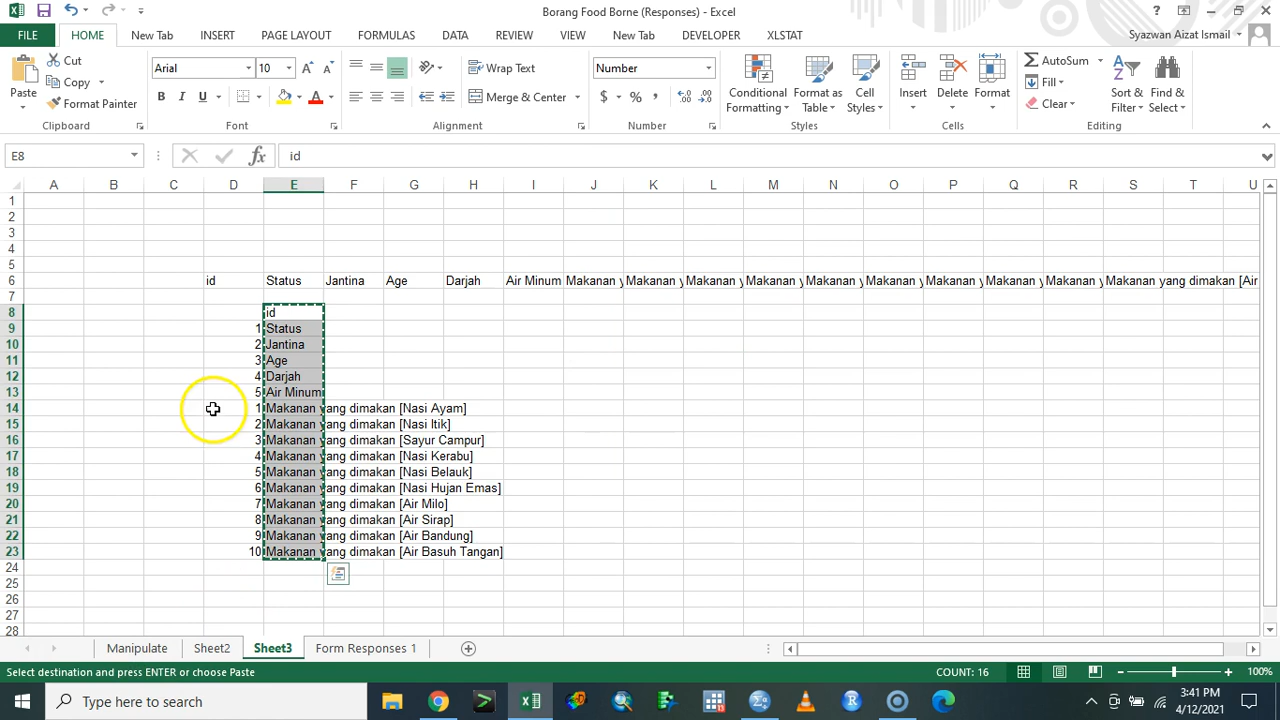 Borang Food Borne (Responses) - Excel
?
FILE HOME New Tab INSERT PAGE LAYOUT FORMULAS DATA REVIEW VIEW New Tab DEVELOPER XLSTAT Syazwan Aizat Ismail
Paste
Cut
Copy
Format Painter
Arial 10
B I U A
Wrap Text
Merge & Center
Number
$ % ,
Conditional Formatting
Format as Table
Cell Styles
Insert
Delete
Format
AutoSum
Fill
Clear
Sort & Filter
Find & Select
Clipboard Font Alignment Number Styles Cells Editing
E8 fx id
A B C D E F G H I J K L M N O P Q R S T U
1
2
3
4
5
6 id Status Jantina Age Darjah Air Minum Makanan y Makanan y Makanan y Makanan y Makanan y Makanan y Makanan y Makanan y Makanan y Makanan yang dimakan [Air
7
8 id
9 1 Status
10 2 Jantina
11 3 Age
12 4 Darjah
13 5 Air Minum
14 1 Makanan yang dimakan [Nasi Ayam]
15 2 Makanan yang dimakan [Nasi Itik]
16 3 Makanan yang dimakan [Sayur Campur]
17 4 Makanan yang dimakan [Nasi Kerabu]
18 5 Makanan yang dimakan [Nasi Belauk]
19 6 Makanan yang dimakan [Nasi Hujan Emas]
20 7 Makanan yang dimakan [Air Milo]
21 8 Makanan yang dimakan [Air Sirap]
22 9 Makanan yang dimakan [Air Bandung]
23 10 Makanan yang dimakan [Air Basuh Tangan]
24
25
26
27
28
Manipulate Sheet2 Sheet3 Form Responses 1
Select destination and press ENTER or choose Paste COUNT: 16 100%
Type here to search
3:41 PM
4/12/2021